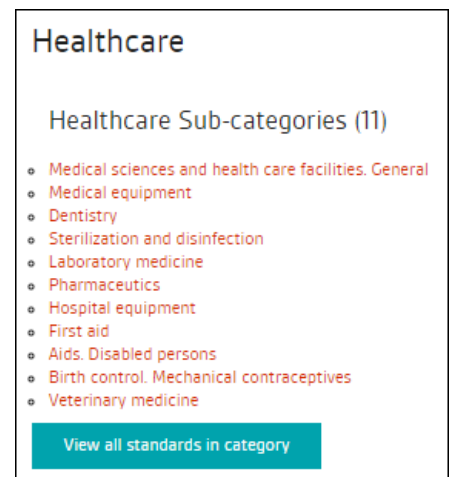 Healthcare
Healthcare Sub-categories (11)
Medical sciences and health care facilities. General
Medical equipment
Dentistry
Sterilization and disinfection
Laboratory medicine
Pharmaceutics
Hospital equipment
First aid
Aids. Disabled persons
Birth control. Mechanical contraceptives
Veterinary medicine
View all standards in category